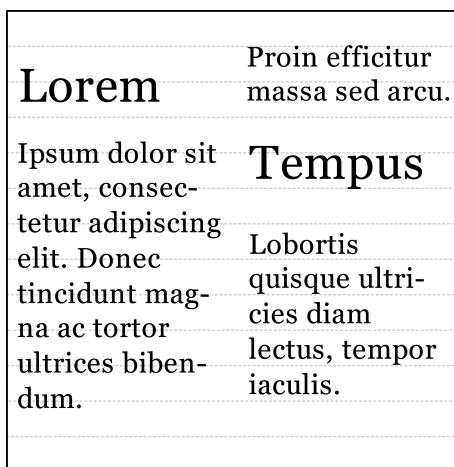 Lorem
Ipsum dolor sit
amet, consec-
tetur adipiscing
elit. Donec
tincidunt mag-
na ac tortor
ultrices biben-
dum.
Proin efficitur
massa sed arcu.
Tempus
Lobortis
quisque ultri-
cies diam
lectus, tempor
iaculis.